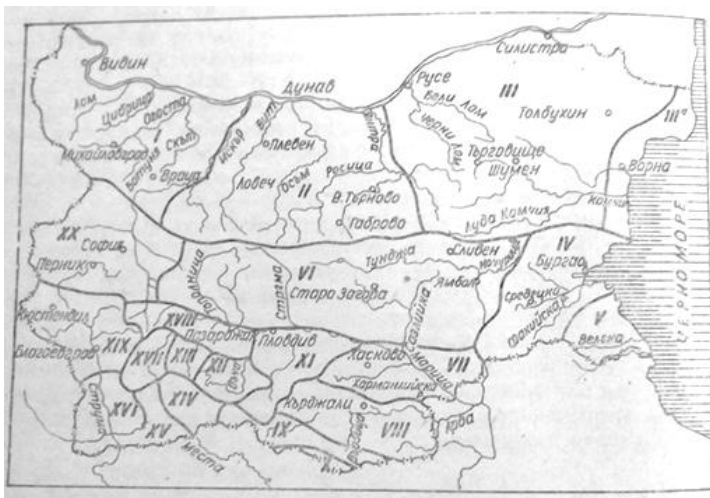 Силистра
Видин
Дунав
Русе
III
Лом
Цибрица
Огоста
Вит
Бели Лом
Толбухин
III а
I
Искър
Плевен
Черни
Лом
Михайловград
Ботуня
Скът
Враца
Ловеч
Осъм
Росица
II
Търговище
Шумен
Варна
В. Търново
Габрово
Луда Камчия
XX
София
Перник
VI
Тунджа
Сливен
IV
Бургас
ЧЕРНО МОРЕ
Стара Загора
Ямбол
Средецка
Факийска
Кюстендил
XVIII
Пазарджик
Пловдив
V
Велека
Благоевград
XIX
XVII
XIII
XII
XI
Хасково
VII
Марица
Харманлийска
Струма
XVI
XIV
XV
Места
IX
Кърджали
VIII
Арда